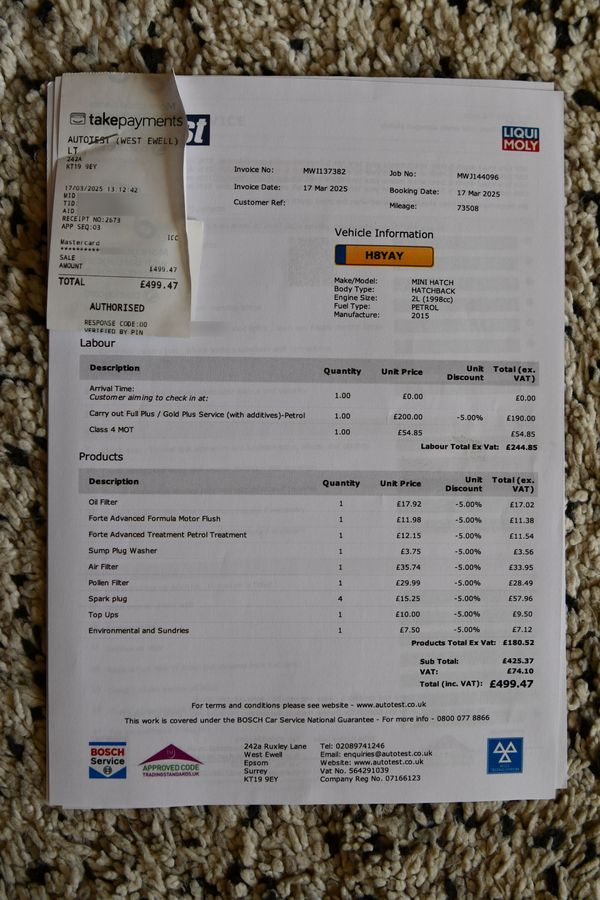 takepayments
AUTOTEST (WEST EWELL)
LT
242A
KT19 9EY
17/03/2025 13:12:42
MID
TID
AID
RECEIPT NO:2673
APP SEQ:03
ICC
Mastercard
**********
SALE
AMOUNT £499.47
TOTAL £499.47
AUTHORISED
RESPONSE CODE:00
VERIFIED BY PIN
st
LIQUI
MOLY
Invoice No: MWI137382 Job No: MWJ144096
Invoice Date: 17 Mar 2025 Booking Date: 17 Mar 2025
Customer Ref: Mileage: 73508
Vehicle Information
H8YAY
Make/Model: MINI HATCH
Body Type: HATCHBACK
Engine Size: 2L (1998cc)
Fuel Type: PETROL
Manufacture: 2015
Labour
Description Quantity Unit Price Unit Discount Total (ex. VAT)
Arrival Time:
Customer aiming to check in at: 1.00 £0.00 £0.00
Carry out Full Plus / Gold Plus Service (with additives)-Petrol 1.00 £200.00 -5.00% £190.00
Class 4 MOT 1.00 £54.85 £54.85
Labour Total Ex Vat: £244.85
Products
Description Quantity Unit Price Unit Discount Total (ex. VAT)
Oil Filter 1 £17.92 -5.00% £17.02
Forte Advanced Formula Motor Flush 1 £11.98 -5.00% £11.38
Forte Advanced Treatment Petrol Treatment 1 £12.15 -5.00% £11.54
Sump Plug Washer 1 £3.75 -5.00% £3.56
Air Filter 1 £35.74 -5.00% £33.95
Pollen Filter 1 £29.99 -5.00% £28.49
Spark plug 4 £15.25 -5.00% £57.96
Top Ups 1 £10.00 -5.00% £9.50
Environmental and Sundries 1 £7.50 -5.00% £7.12
Products Total Ex Vat: £180.52
Sub Total: £425.37
VAT: £74.10
Total (inc. VAT): £499.47
For terms and conditions please see website - www.autotest.co.uk
This work is covered under the BOSCH Car Service National Guarantee - For more info - 0800 077 8866
BOSCH
Service
APPROVED CODE
TRADINGSTANDARDS.UK
242a Ruxley Lane
West Ewell
Epsom
Surrey
KT19 9EY
Tel: 02089741246
Email: enquiries@autotest.co.uk
Website: www.autotest.co.uk
Vat No. 564291039
Company Reg No. 07166123